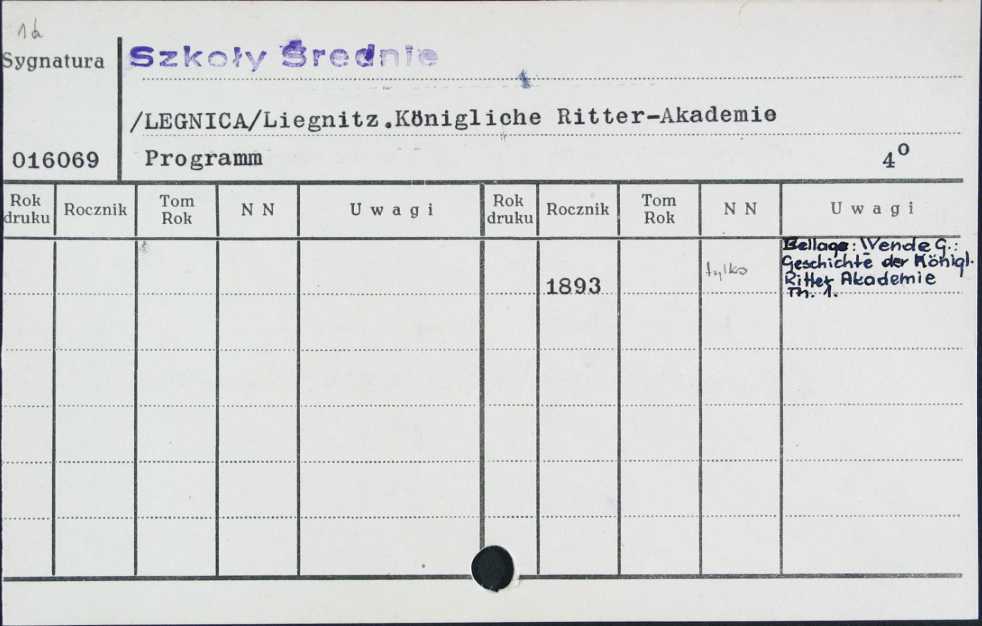 1a
Sygnatura
Szkoły Średnie
/LEGNICA/Liegnitz.Königliche Ritter-Akademie
016069
Programm
4º
Rok druku Rocznik Tom Rok N N U w a g i Rok druku Rocznik Tom Rok N N U w a g i
1893 tylko
Beilage: Wende G.:
Geschichte der Königl.
Ritter Akademie
Th. 1.